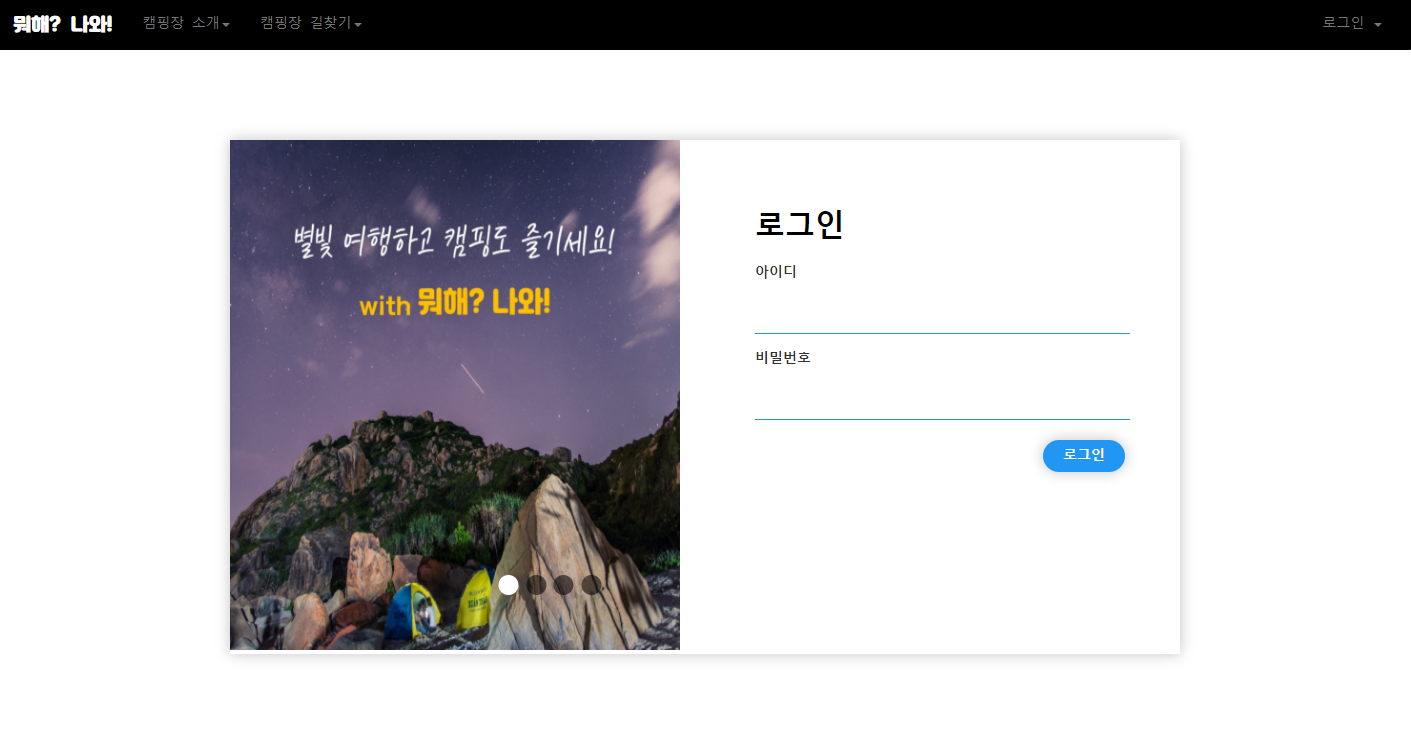 뭐해? 나와!
캠핑장 소개
캠핑장 길찾기
로그인
별빛 여행하고 캠핑도 즐기세요!
with 뭐해? 나와!
로그인
아이디
비밀번호
로그인